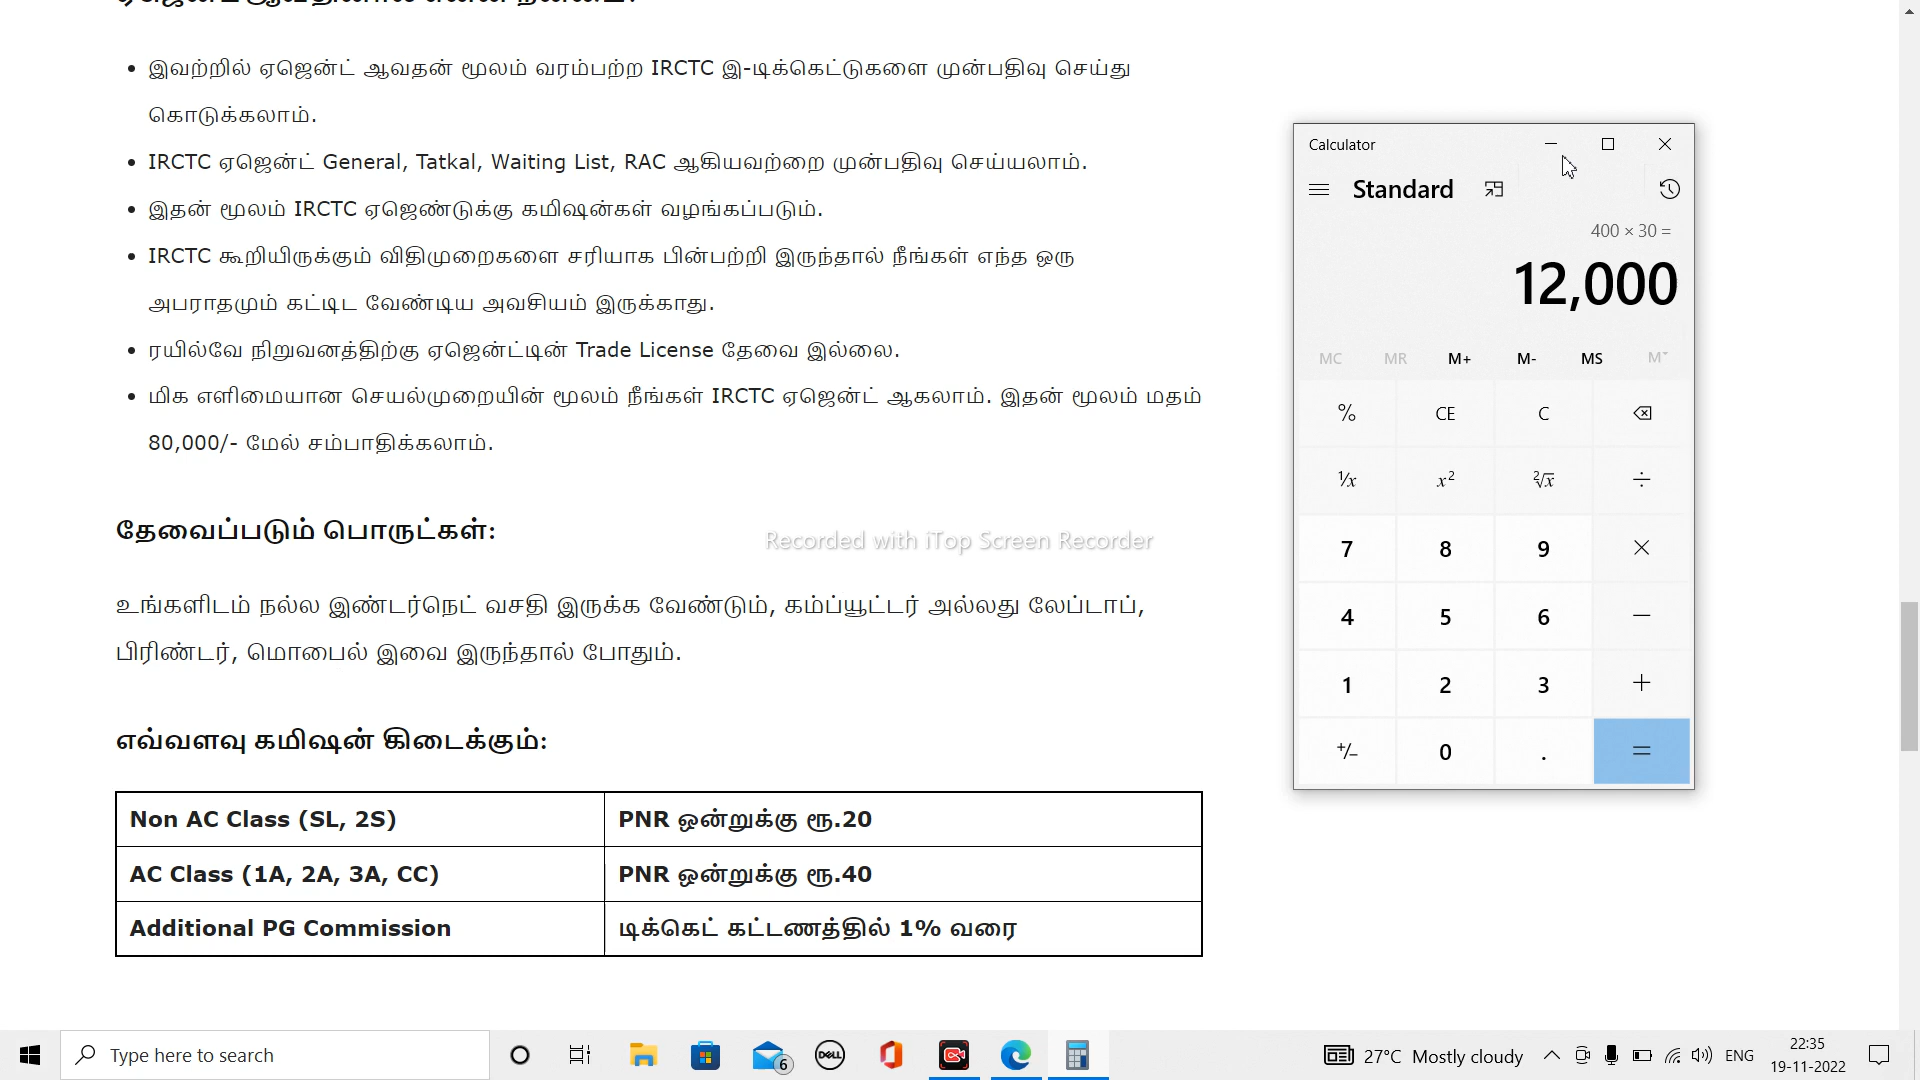 இவற்றில் ஏஜென்ட் ஆவதன் மூலம் வரம்பற்ற IRCTC இ-டிக்கெட்டுகளை முன்பதிவு செய்து
கொடுக்கலாம்.
IRCTC ஏஜென்ட் General, Tatkal, Waiting List, RAC ஆகியவற்றை முன்பதிவு செய்யலாம்.
இதன் மூலம் IRCTC ஏஜெண்டுக்கு கமிஷன்கள் வழங்கப்படும்.
IRCTC கூறியிருக்கும் விதிமுறைகளை சரியாக பின்பற்றி இருந்தால் நீங்கள் எந்த ஒரு
அபராதமும் கட்டிட வேண்டிய அவசியம் இருக்காது.
ரயில்வே நிறுவனத்திற்கு ஏஜென்ட்டின் Trade License தேவை இல்லை.
மிக எளிமையான செயல்முறையின் மூலம் நீங்கள் IRCTC ஏஜென்ட் ஆகலாம். இதன் மூலம் மதம்
80,000/- மேல் சம்பாதிக்கலாம்.
தேவைப்படும் பொருட்கள்:
உங்களிடம் நல்ல இண்டர்நெட் வசதி இருக்க வேண்டும், கம்ப்யூட்டர் அல்லது லேப்டாப்,
பிரிண்டர், மொபைல் இவை இருந்தால் போதும்.
எவ்வளவு கமிஷன் கிடைக்கும்:
Non AC Class (SL, 2S) PNR ஒன்றுக்கு ரூ.20
AC Class (1A, 2A, 3A, CC) PNR ஒன்றுக்கு ரூ.40
Additional PG Commission டிக்கெட் கட்டணத்தில் 1% வரை
Recorded with iTop Screen Recorder
Calculator
Standard
400 × 30 =
12,000
MC MR M+ M- MS M˅
% CE C
¹/x x² ²√x ÷
7 8 9 ×
4 5 6 −
1 2 3 +
+/− 0 . =
Type here to search
6
DELL
27°C Mostly cloudy
ENG
22:35
19-11-2022